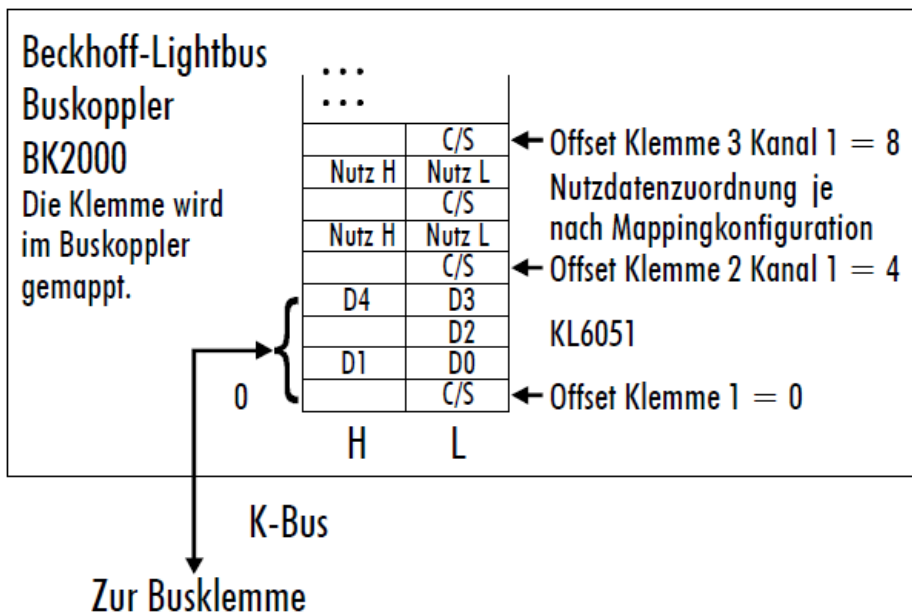 Beckhoff-Lightbus
Buskoppler
BK2000
Die Klemme wird
im Buskoppler
gemappt.
...
...
C/S
Nutz H Nutz L
C/S
Nutz H Nutz L
C/S
D4 D3
D2
D1 D0
C/S
H L
0
Offset Klemme 3 Kanal 1 = 8
Nutzdatenzuordnung je
nach Mappingkonfiguration
Offset Klemme 2 Kanal 1 = 4
KL6051
Offset Klemme 1 = 0
K-Bus
Zur Busklemme